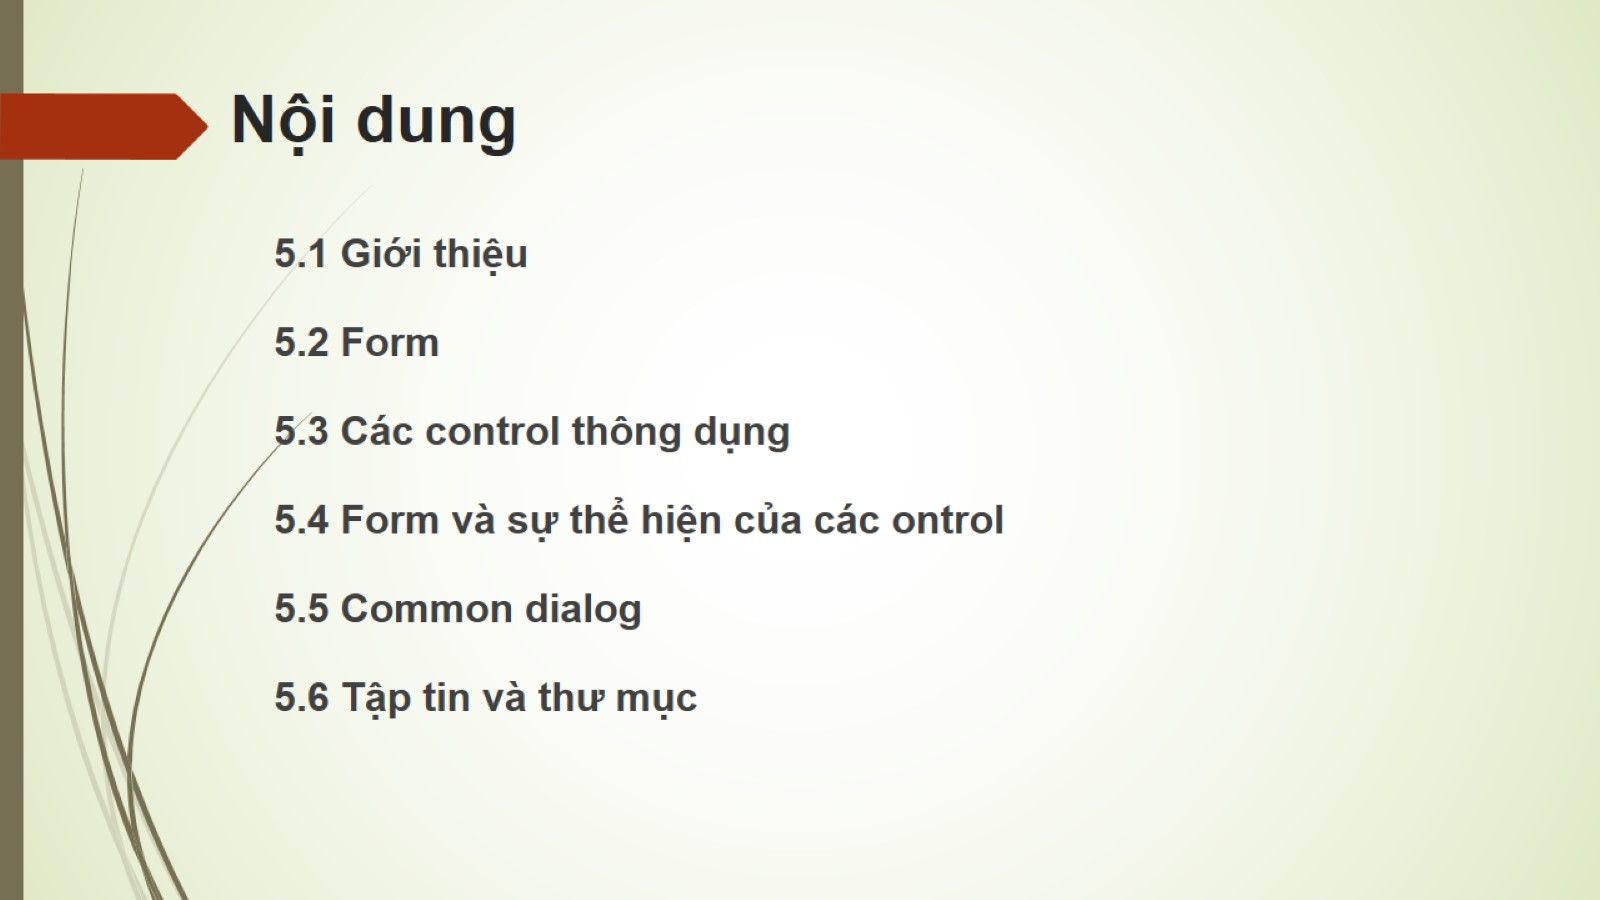 Nội dung
5.1 Giới thiệu
5.2 Form
5.3 Các control thông dụng
5.4 Form và sự thể hiện của các ontrol
5.5 Common dialog
5.6 Tập tin và thư mục